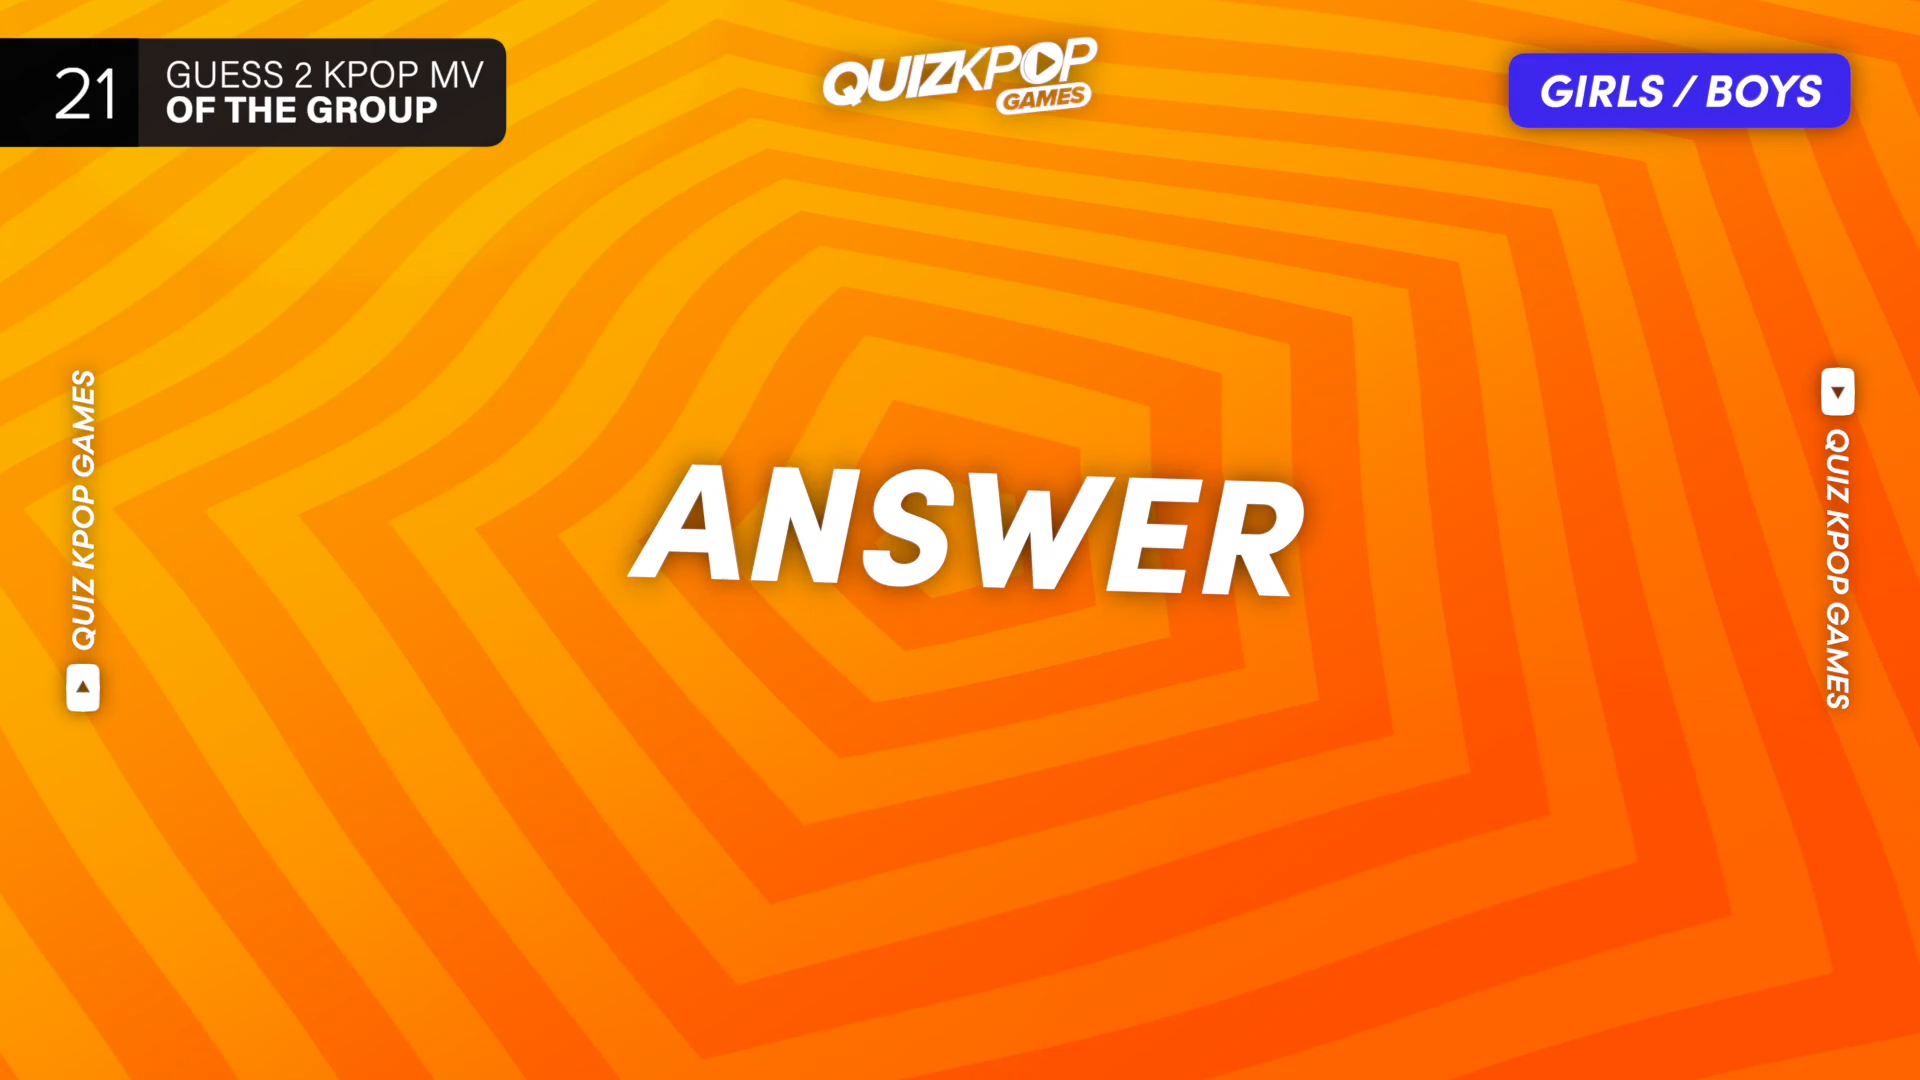 21
GUESS 2 KPOP MV
OF THE GROUP
QUIZKPOP
GAMES
GIRLS / BOYS
QUIZ KPOP GAMES
ANSWER
QUIZ KPOP GAMES